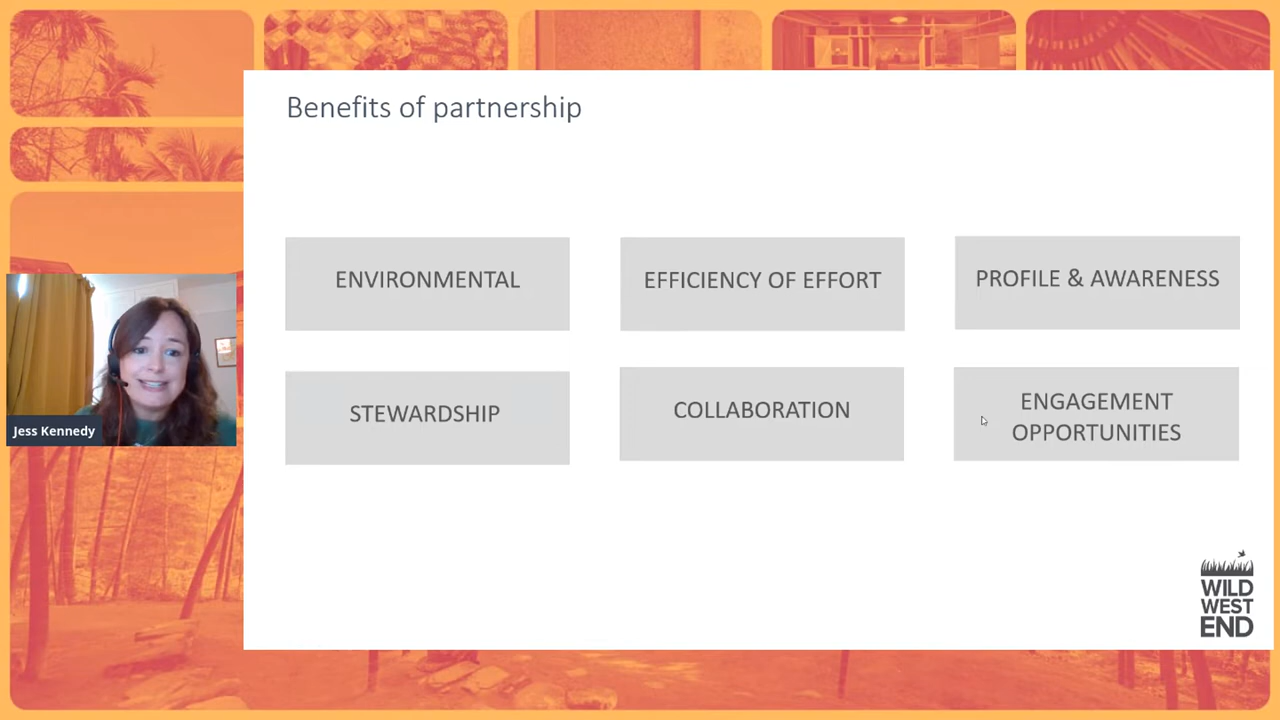 Benefits of partnership
ENVIRONMENTAL
EFFICIENCY OF EFFORT
PROFILE & AWARENESS
STEWARDSHIP
COLLABORATION
ENGAGEMENT
OPPORTUNITIES
Jess Kennedy
WILD
WEST
END